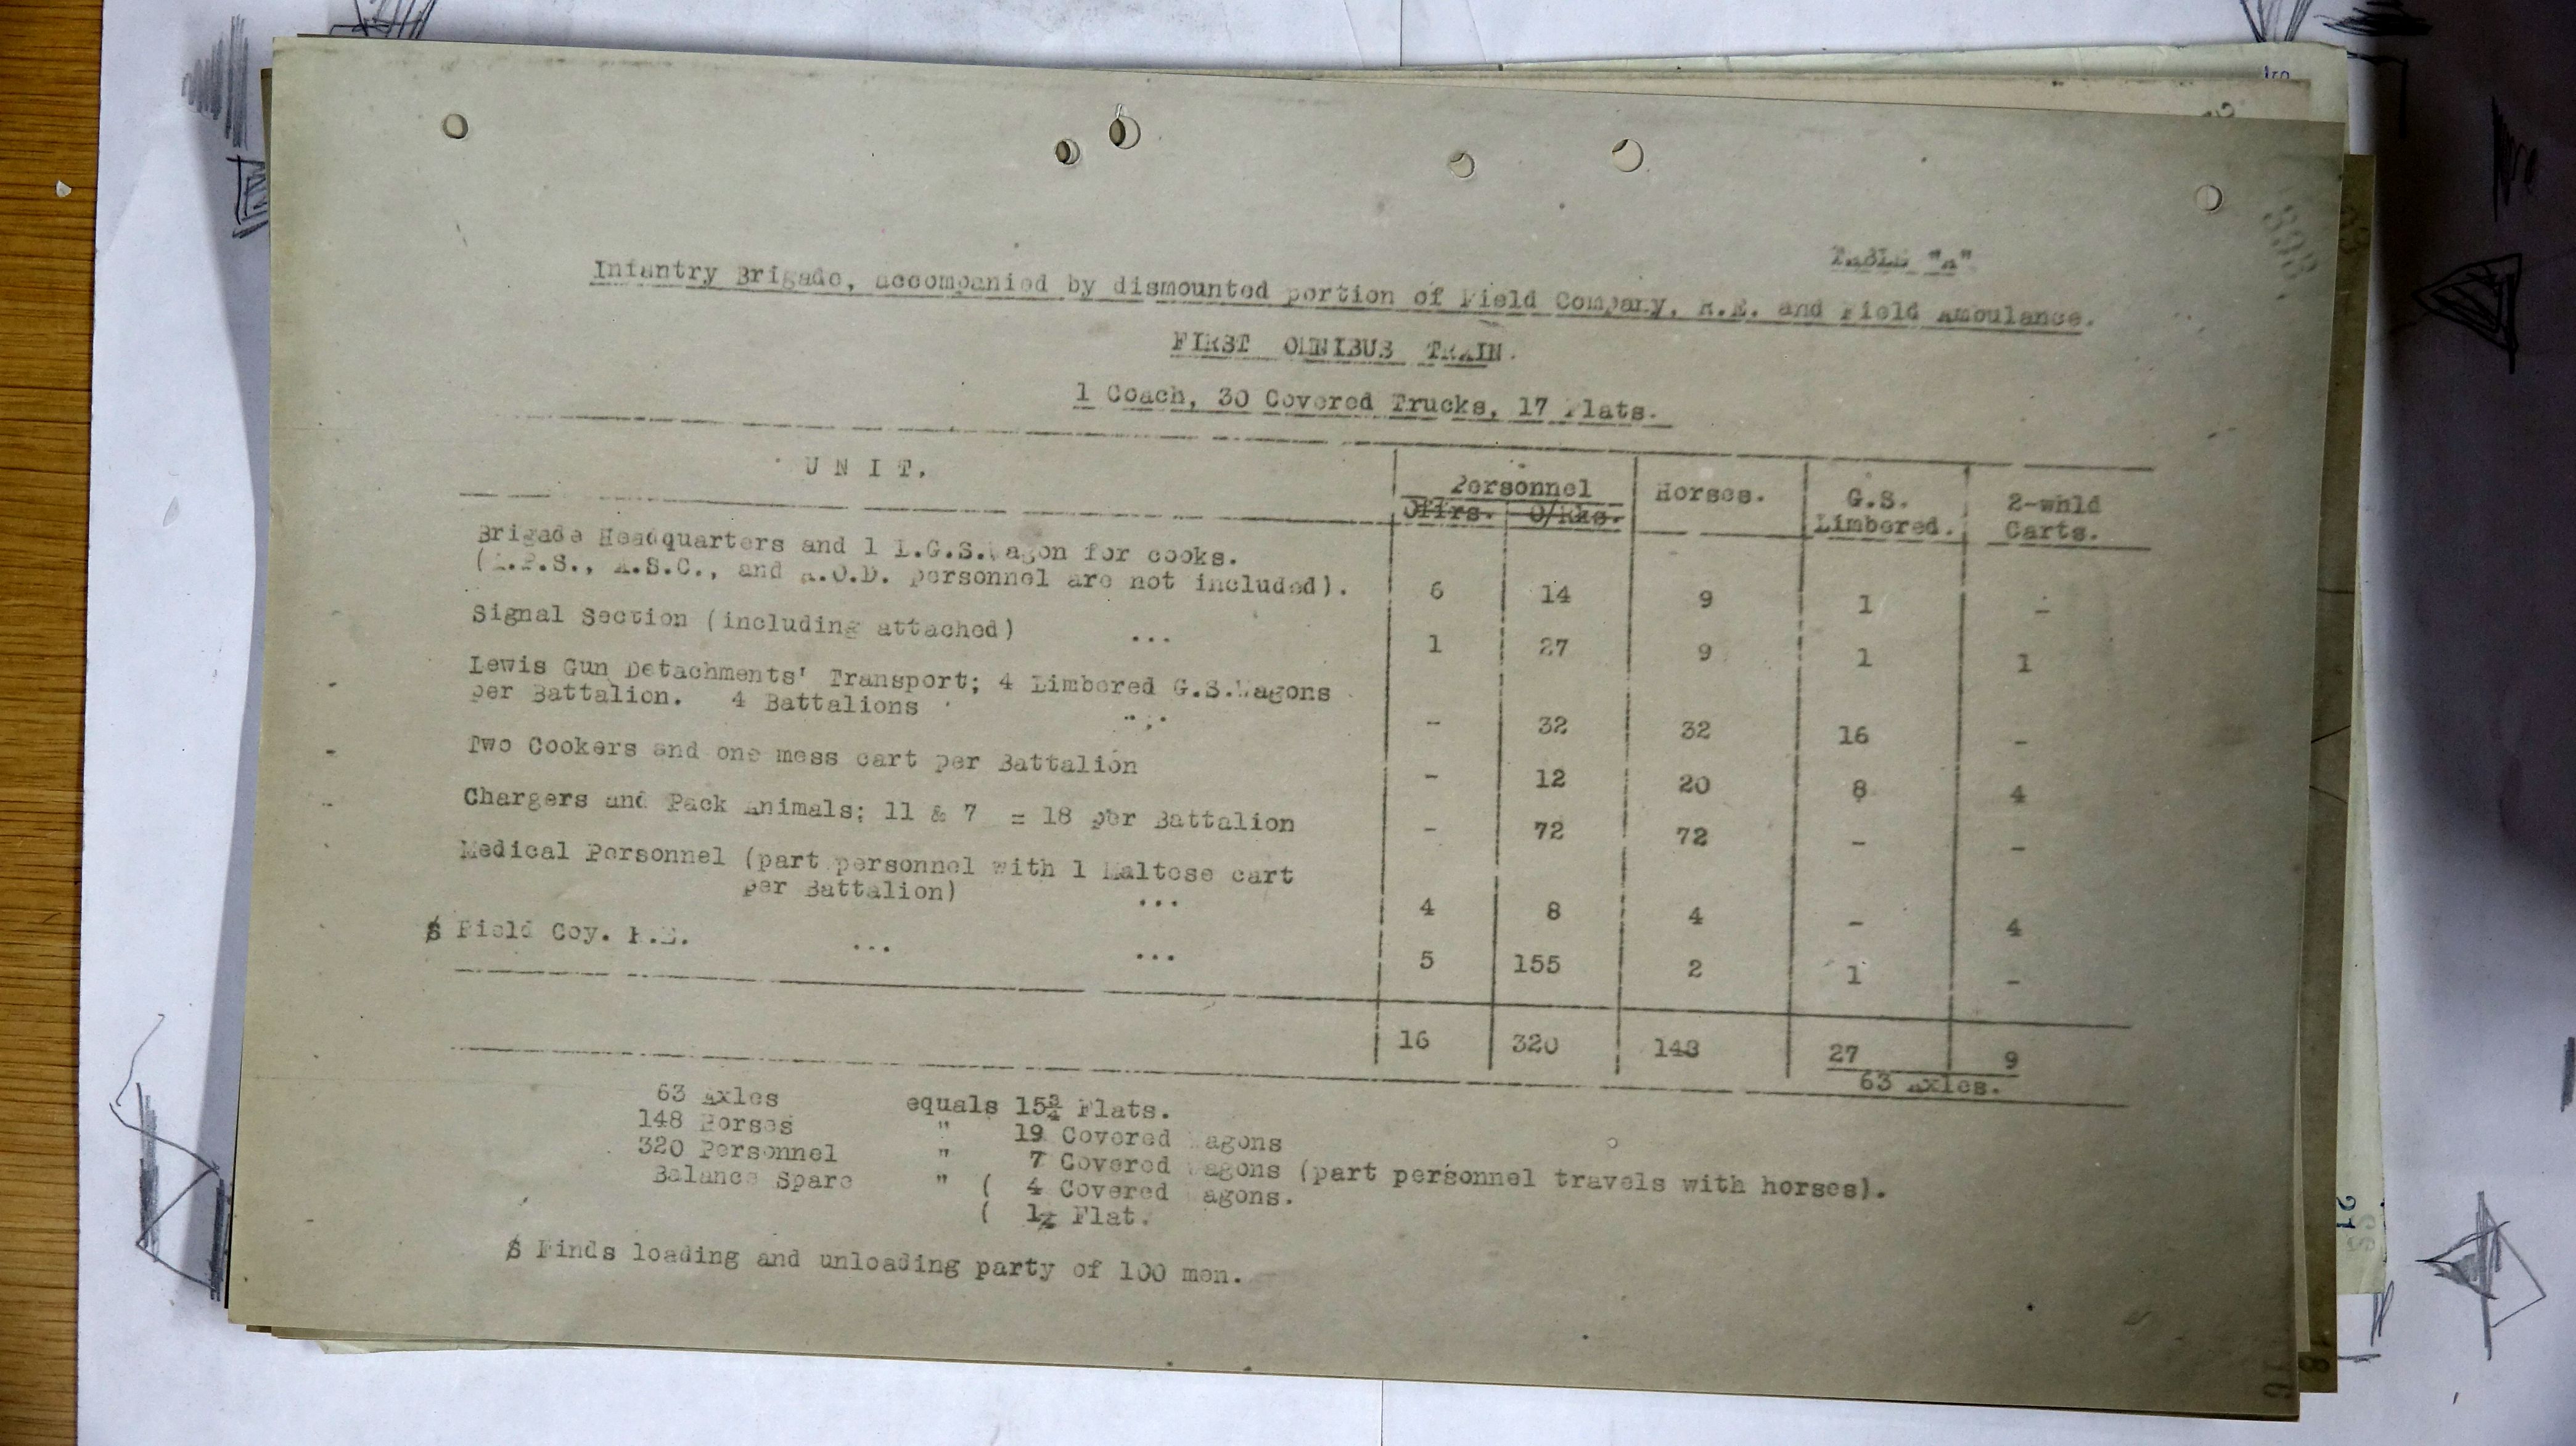 TABLE "A"
Infantry Brigade, accompanied by dismounted portion of Field Company, R.E. and Field Ambulance.
FIRST OMNIBUS TRAIN.
1 Coach, 30 Covered Trucks, 17 Flats.
UNIT. Personnel Horses. G.S. 2-whld
Offrs. O/Rks. Limbered. Carts.
Brigade Headquarters and 1 L.G.S. Wagon for cooks.
(A.P.S., A.S.C., and A.O.D. personnel are not included). 6 14 9 1 -
Signal Section (including attached) ... 1 27 9 1 1
Lewis Gun Detachments' Transport; 4 Limbered G.S. Wagons
per Battalion. 4 Battalions ... - 32 32 16 -
Two Cookers and one mess cart per Battalion - 12 20 8 4
Chargers and Pack Animals; 11 & 7 = 18 per Battalion - 72 72 - -
Medical Personnel (part personnel with 1 Maltese cart
per Battalion) ... 4 8 4 - 4
$ Field Coy. R.E. ... ... 5 155 2 1 -
16 320 148 27 9
63 Axles.
63 Axles equals 15¾ Flats.
148 Horses " 19 Covered Wagons
320 Personnel " 7 Covered Wagons (part personnel travels with horses).
Balance Spare " ( 4 Covered Wagons.
( 1¼ Flat.
$ Finds loading and unloading party of 100 men.
16
18
21